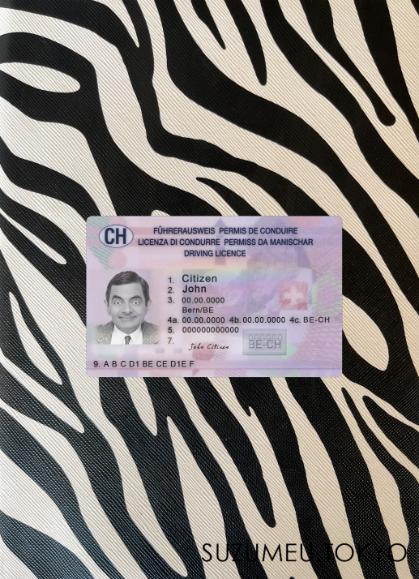 CH
FÜHRERAUSWEIS PERMIS DE CONDUIRE
LICENZA DI CONDURRE PERMISS DA MANISCHAR
DRIVING LICENCE
1. Citizen
2. John
3. 00.00.0000
Bern/BE
4a. 00.00.0000 4b. 00.00.0000 4c. BE-CH
5. 000000000000
7. John Citizen
BE-CH
9. A B C D1 BE CE D1E F
SUZUMEU.TOKYO